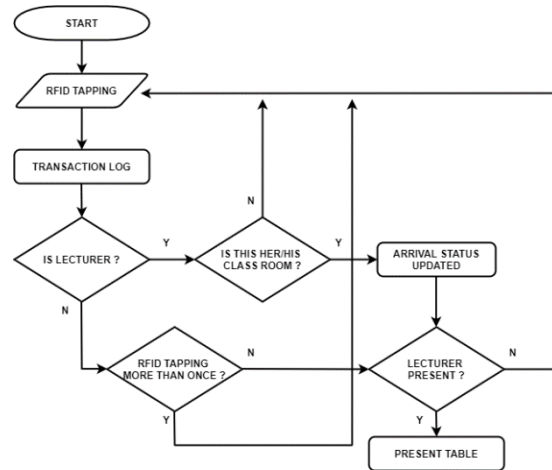 START
RFID TAPPING
TRANSACTION LOG
N
IS LECTURER ?
Y
IS THIS HER/HIS
CLASS ROOM ?
Y
ARRIVAL STATUS
UPDATED
N
RFID TAPPING
MORE THAN ONCE ?
N
LECTURER
PRESENT ?
N
Y
Y
PRESENT TABLE